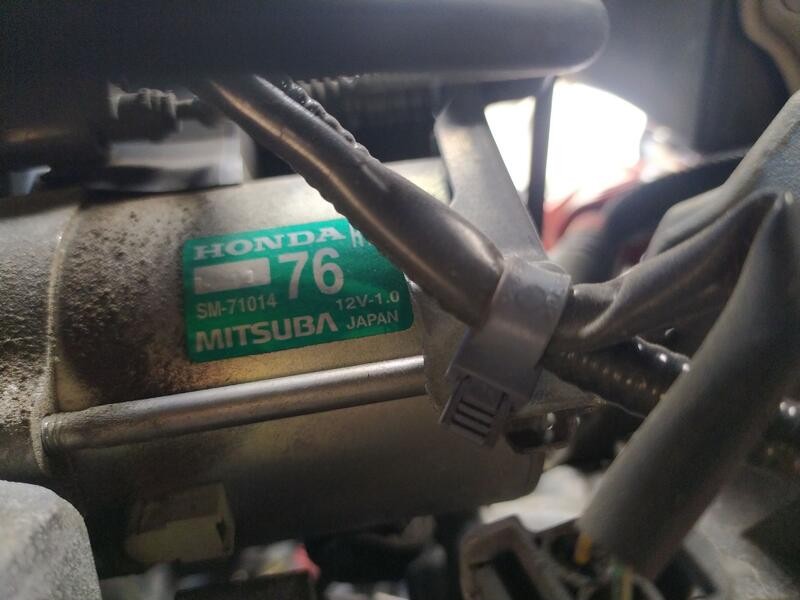 HONDA H
76
SM-71014 12V-1.0
MITSUBA JAPAN